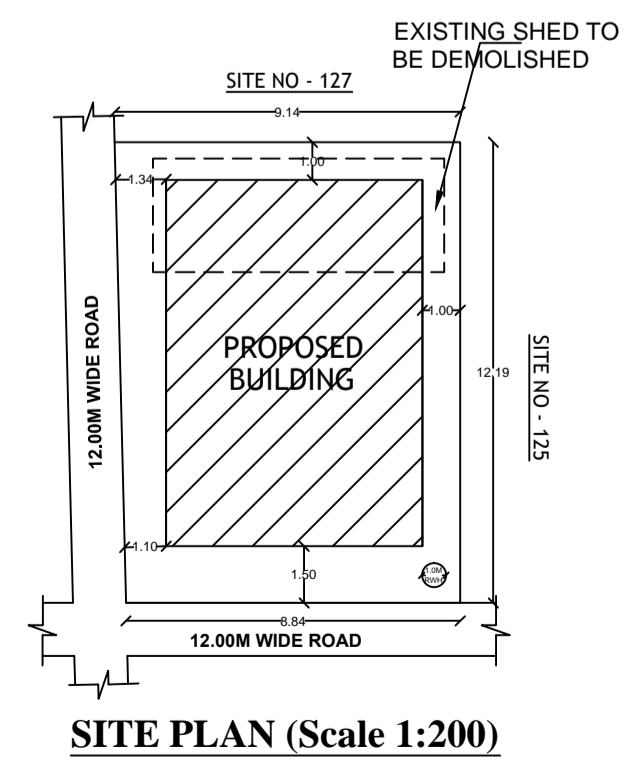 EXISTING SHED TO
BE DEMOLISHED
SITE NO - 127
9.14
1.00
1.34
12.00M WIDE ROAD
1.00
PROPOSED
BUILDING
12.19
SITE NO - 125
1.10
1.50
1.0M
RWH
8.84
12.00M WIDE ROAD
SITE PLAN (Scale 1:200)